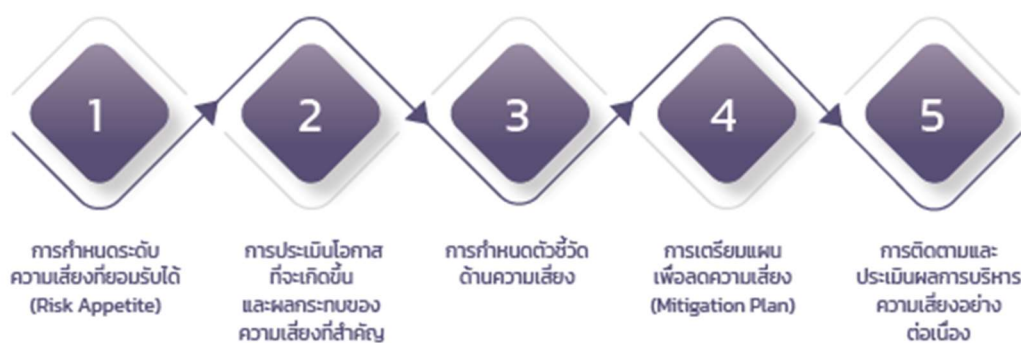 1
2
3
4
5
การกำหนดระดับ
ความเสี่ยงที่ยอมรับได้
(Risk Appetite)
การประเมินโอกาส
ที่จะเกิดขึ้น
และผลกระทบของ
ความเสี่ยงที่สำคัญ
การกำหนดตัวชี้วัด
ด้านความเสี่ยง
การเตรียมแผน
เพื่อลดความเสี่ยง
(Mitigation Plan)
การติดตามและ
ประเมินผลการบริหาร
ความเสี่ยงอย่าง
ต่อเนื่อง